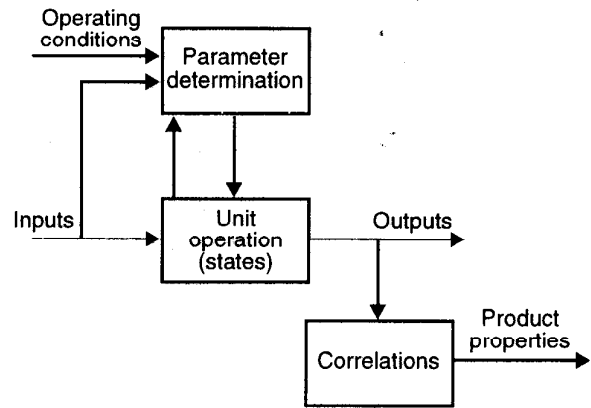 Operating
conditions
Parameter
determination
Inputs
Unit
operation
(states)
Outputs
Correlations
Product
properties